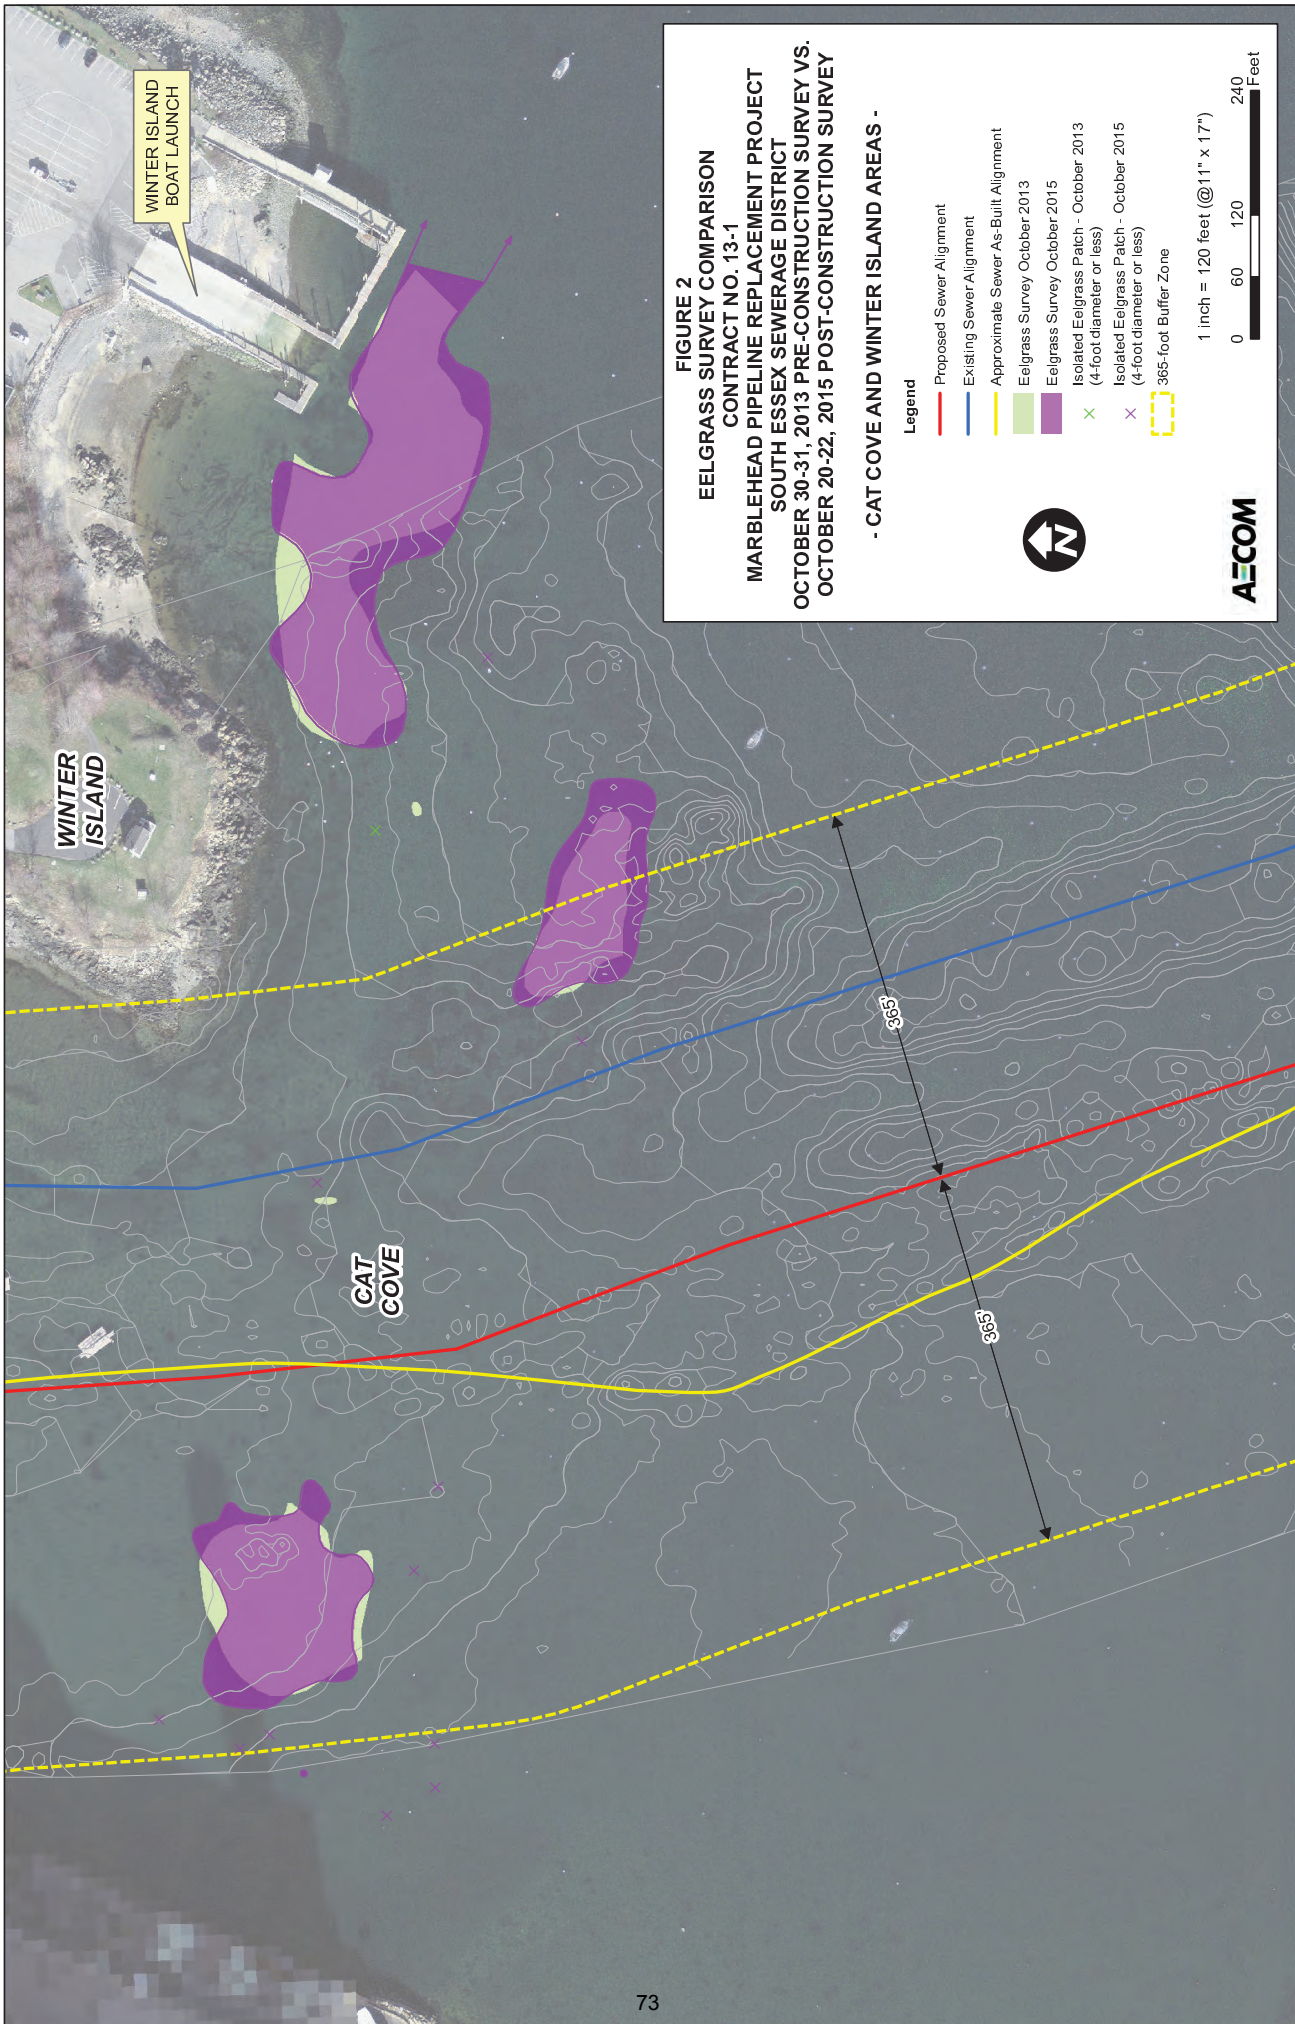 WINTER ISLAND
BOAT LAUNCH
WINTER
ISLAND
CAT
COVE
365'
365'
FIGURE 2
EELGRASS SURVEY COMPARISON
CONTRACT NO. 13-1
MARBLEHEAD PIPELINE REPLACEMENT PROJECT
SOUTH ESSEX SEWERAGE DISTRICT
OCTOBER 30-31, 2013 PRE-CONSTRUCTION SURVEY VS.
OCTOBER 20-22, 2015 POST-CONSTRUCTION SURVEY
- CAT COVE AND WINTER ISLAND AREAS -
Legend
Proposed Sewer Alignment
Existing Sewer Alignment
Approximate Sewer As-Built Alignment
Eelgrass Survey October 2013
Eelgrass Survey October 2015
Isolated Eelgrass Patch - October 2013
(4-foot diameter or less)
Isolated Eelgrass Patch - October 2015
(4-foot diameter or less)
365-foot Buffer Zone
N
1 inch = 120 feet (@11" x 17")
0 60 120 240
Feet
AECOM
73